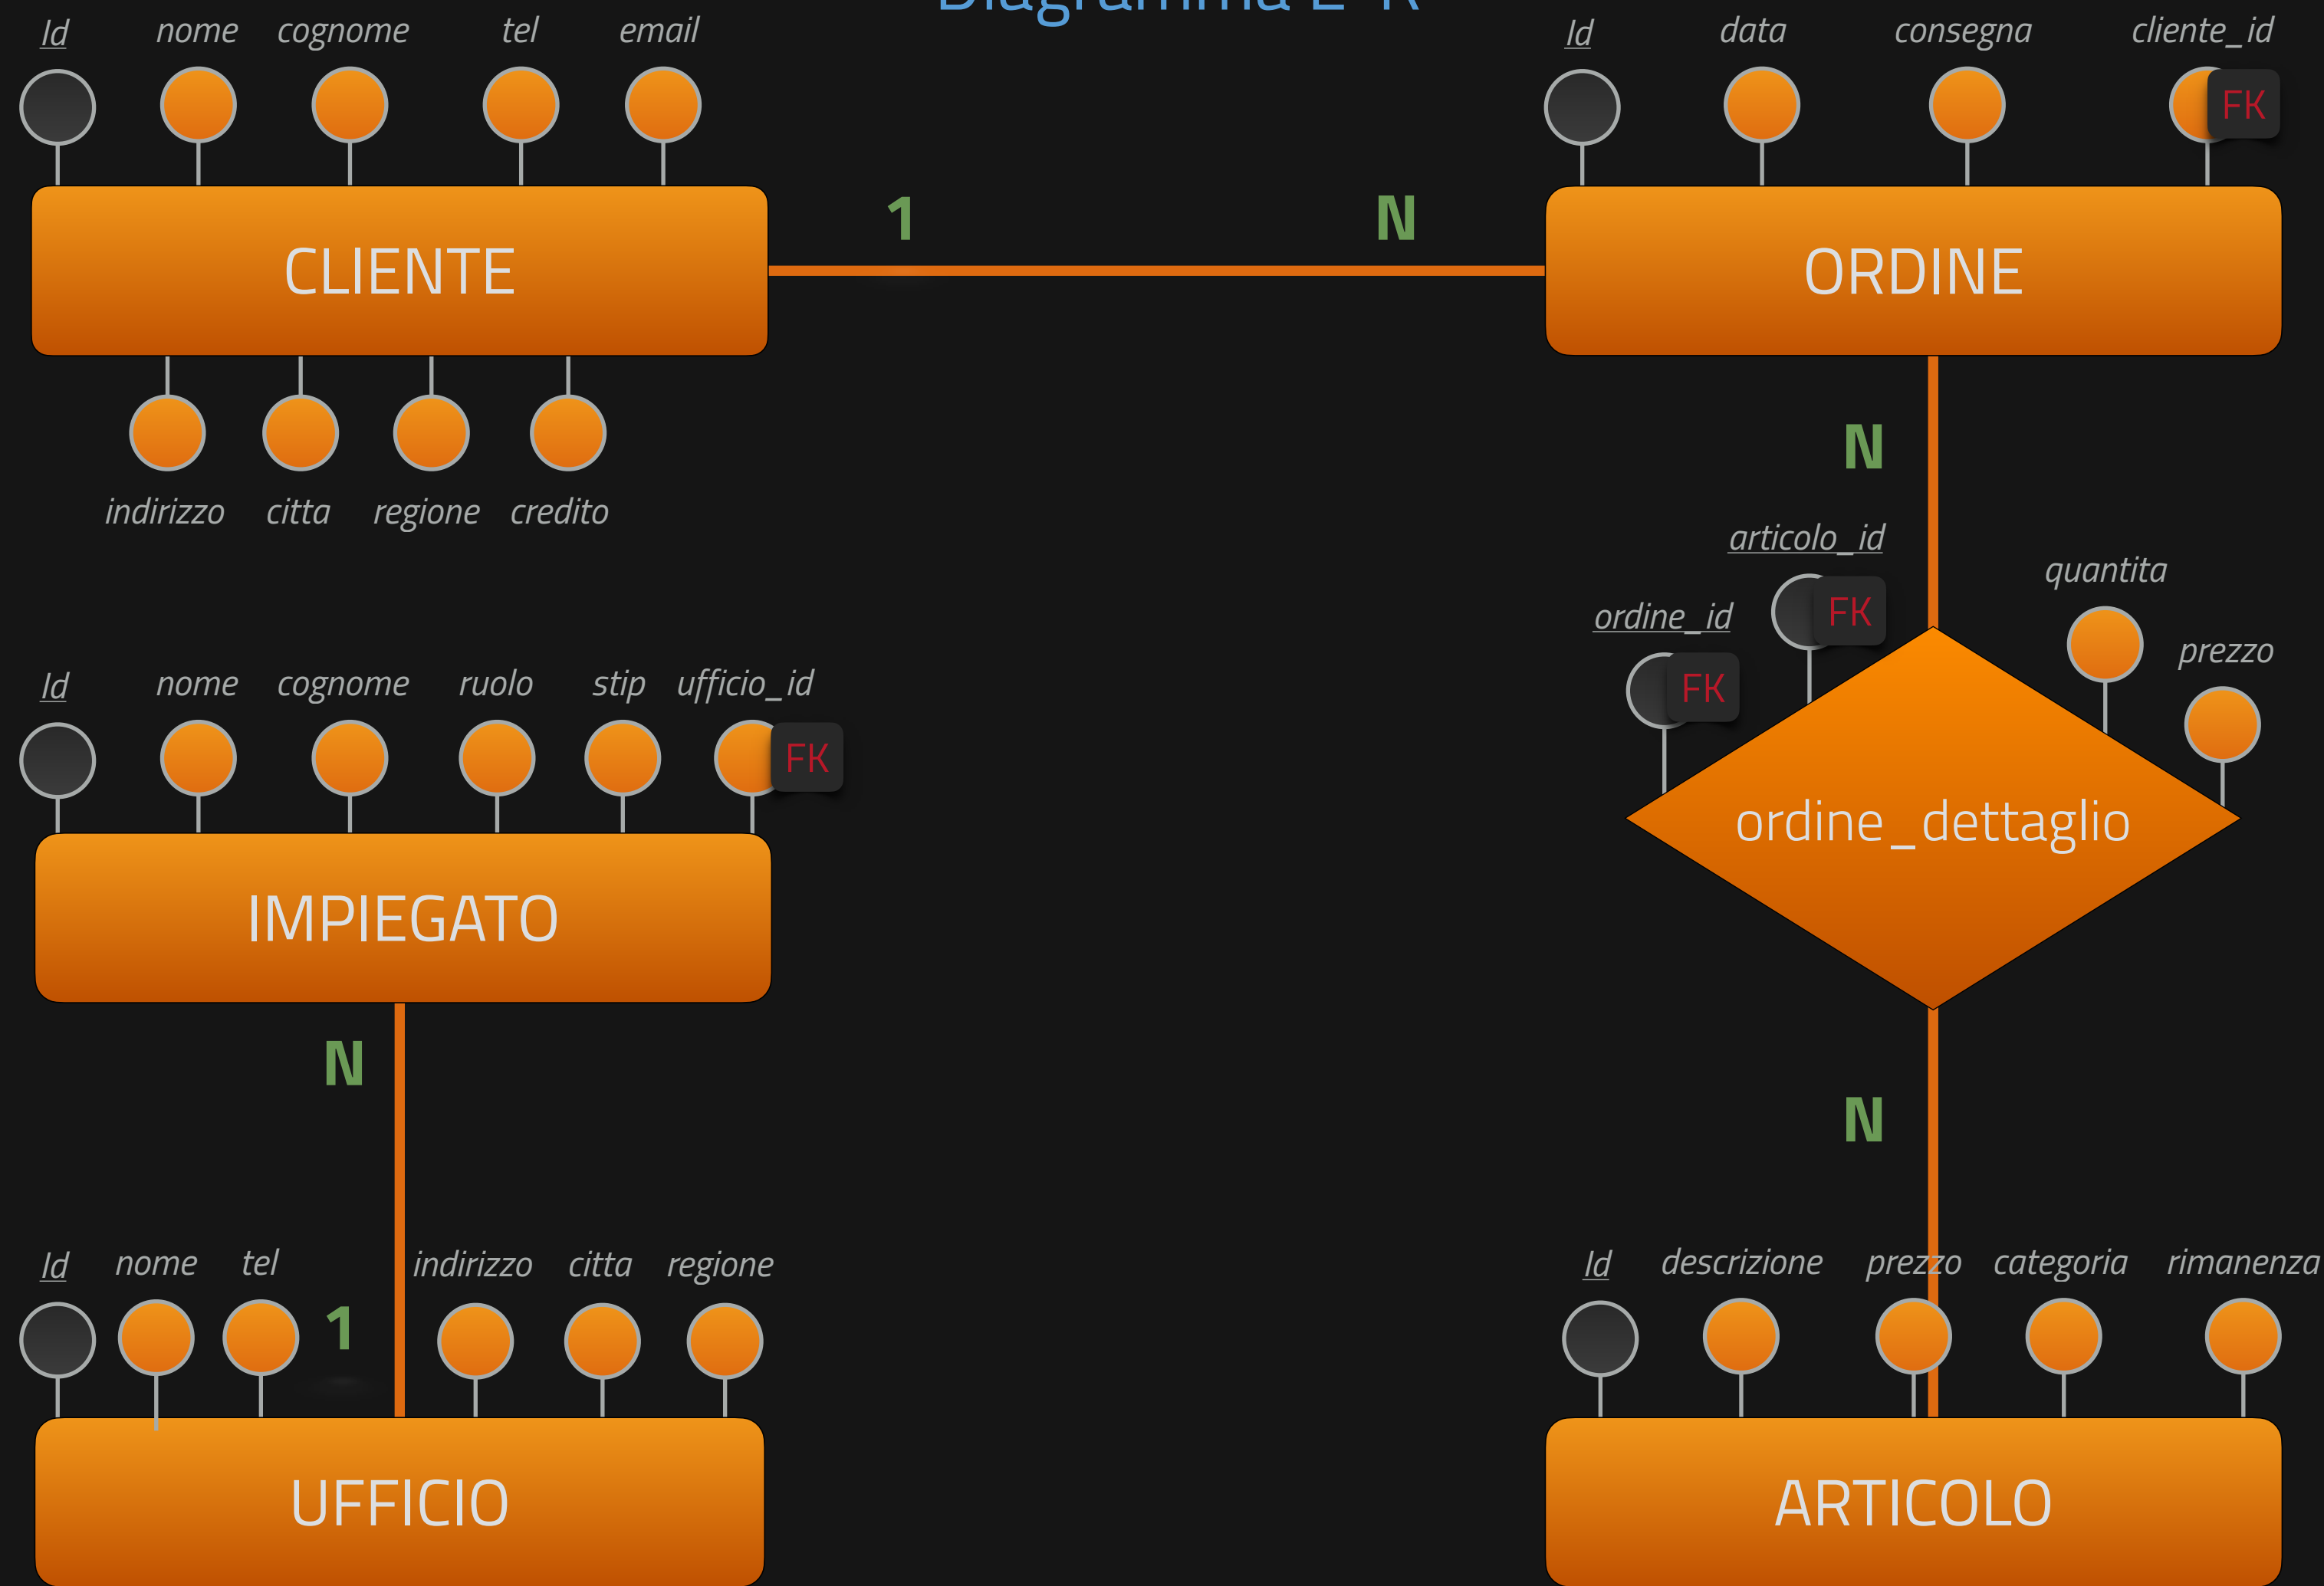 Diagramma E-R
Id nome cognome tel email
CLIENTE
indirizzo citta regione credito
1 N
Id data consegna cliente_id
FK
ORDINE
N
articolo_id
FK
ordine_id
FK
quantita
prezzo
ordine_dettaglio
N
Id nome cognome ruolo stip ufficio_id
FK
IMPIEGATO
N
1
Id nome tel indirizzo citta regione
UFFICIO
Id descrizione prezzo categoria rimanenza
ARTICOLO